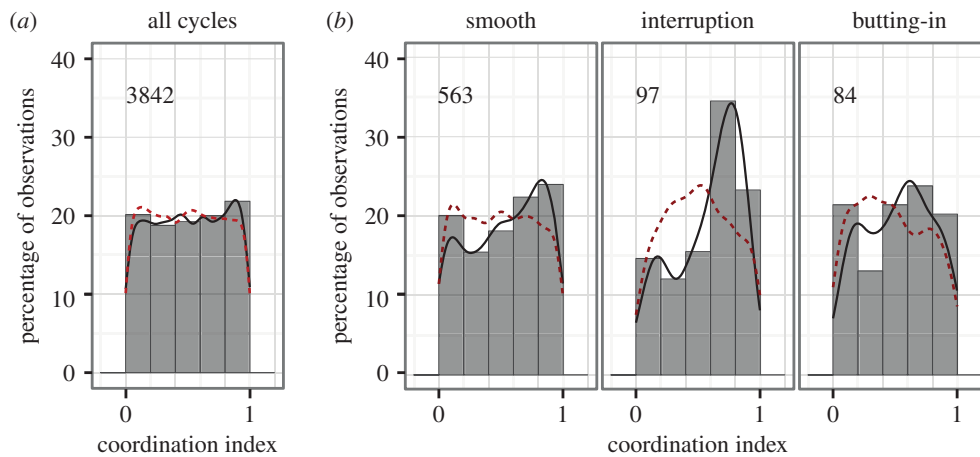 (a) all cycles
percentage of observations
40
30
20
10
0
3842
0 1
coordination index
(b) smooth interruption butting-in
percentage of observations
40
30
20
10
0
563 97 84
0 1 0 1 0 1
coordination index